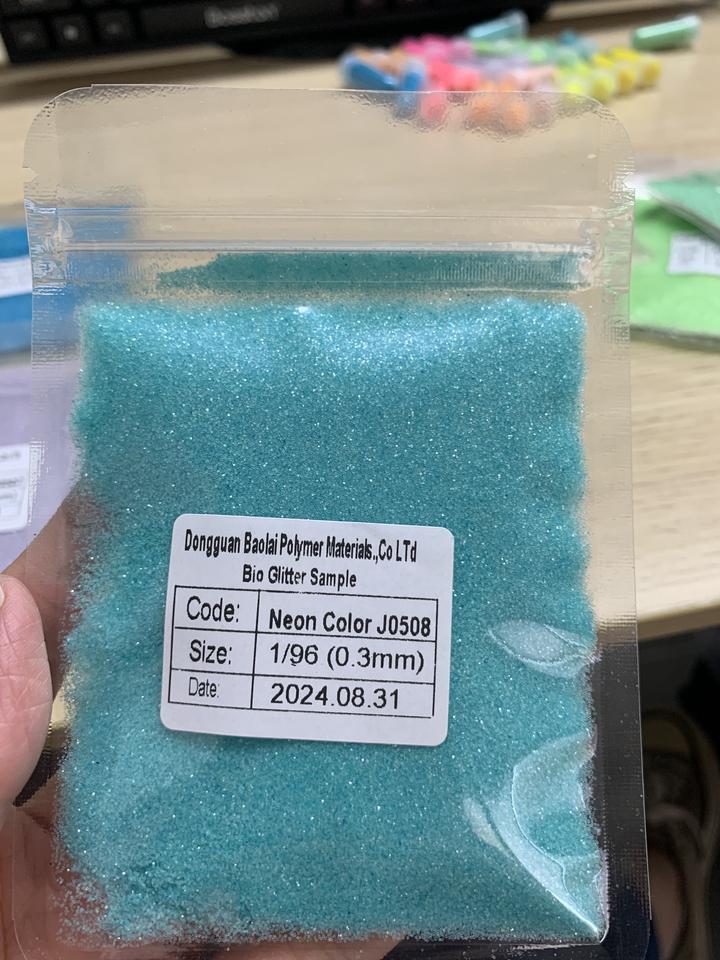 Dongguan Baolai Polymer Materials.,Co LTd
Bio Glitter Sample
Code: Neon Color J0508
Size: 1/96 (0.3mm)
Date: 2024.08.31